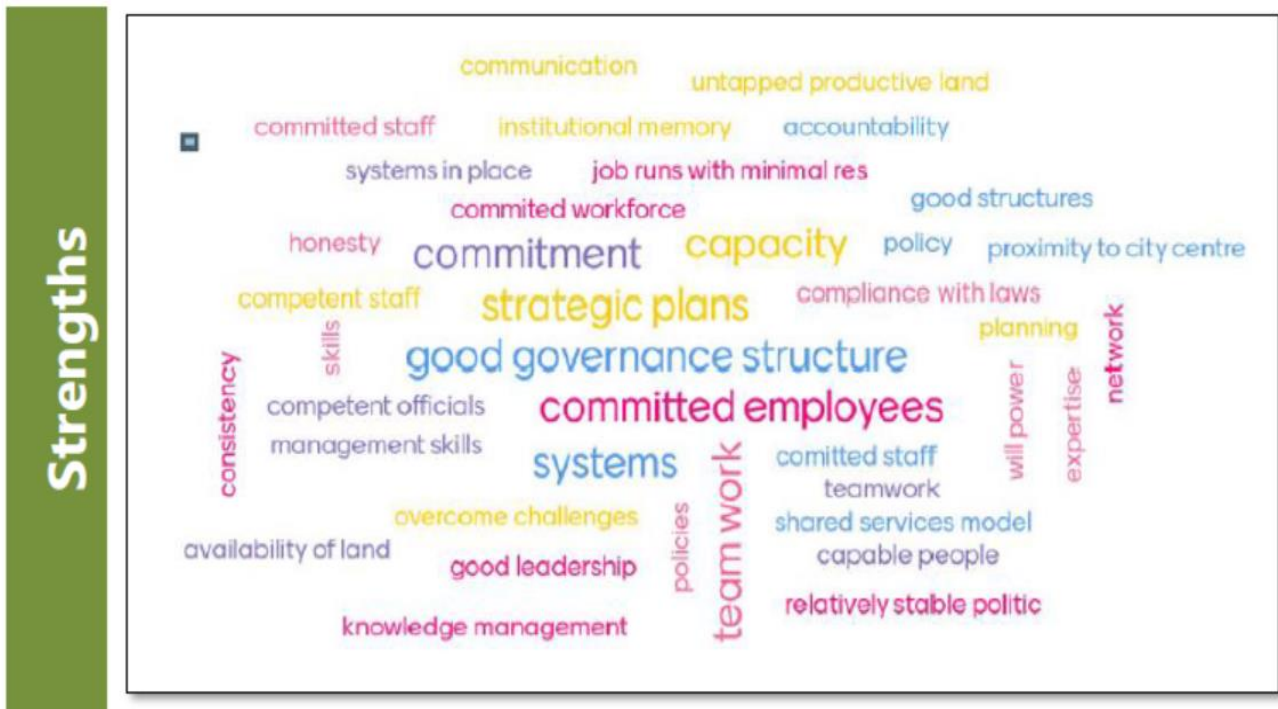 Strengths
communication
untapped productive land
committed staff
institutional memory
accountability
systems in place
job runs with minimal res
commited workforce
good structures
honesty
commitment
capacity
policy
proximity to city centre
competent staff
strategic plans
compliance with laws
planning
skills
network
good governance structure
consistency
competent officials
committed employees
will power
expertise
management skills
systems
team work
comitted staff
teamwork
overcome challenges
policies
shared services model
availability of land
good leadership
capable people
relatively stable politic
knowledge management